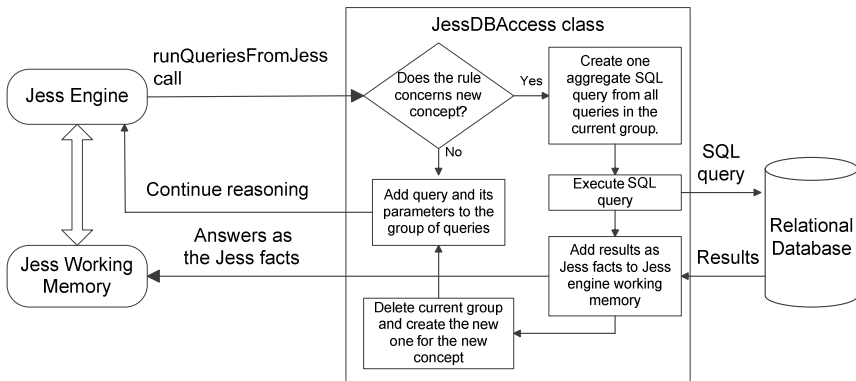 JessDBAccess class
runQueriesFromJess
call
Jess Engine
Does the rule
concerns new
concept?
Yes
No
Create one
aggregate SQL
query from all
queries in the
current group.
SQL
query
Execute SQL
query
Relational
Database
Continue reasoning
Add query and its
parameters to the
group of queries
Answers as
the Jess facts
Add results as
Jess facts to Jess
engine working
memory
Results
Jess Working
Memory
Delete current group
and create the new
one for the new
concept